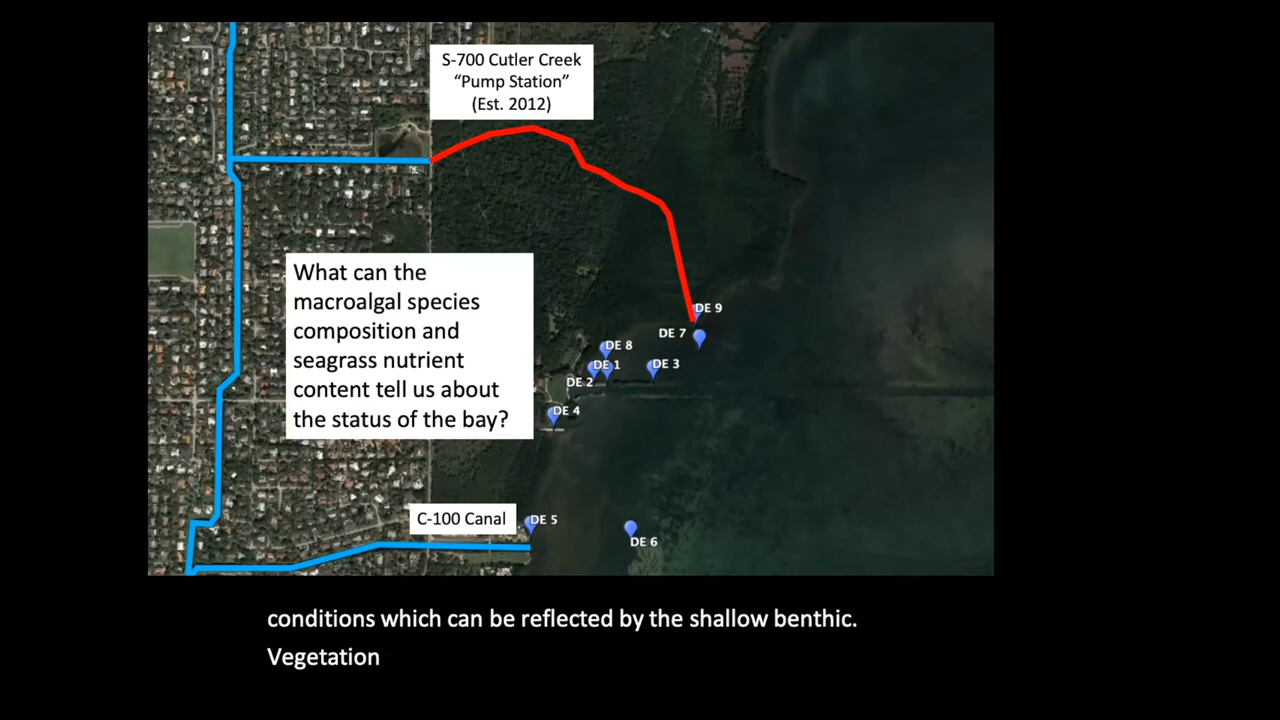 S-700 Cutler Creek
“Pump Station”
(Est. 2012)
What can the
macroalgal species
composition and
seagrass nutrient
content tell us about
the status of the bay?
DE 9
DE 7
DE 8
DE 1
DE 3
DE 2
DE 4
C-100 Canal
DE 5
DE 6
conditions which can be reflected by the shallow benthic.
Vegetation